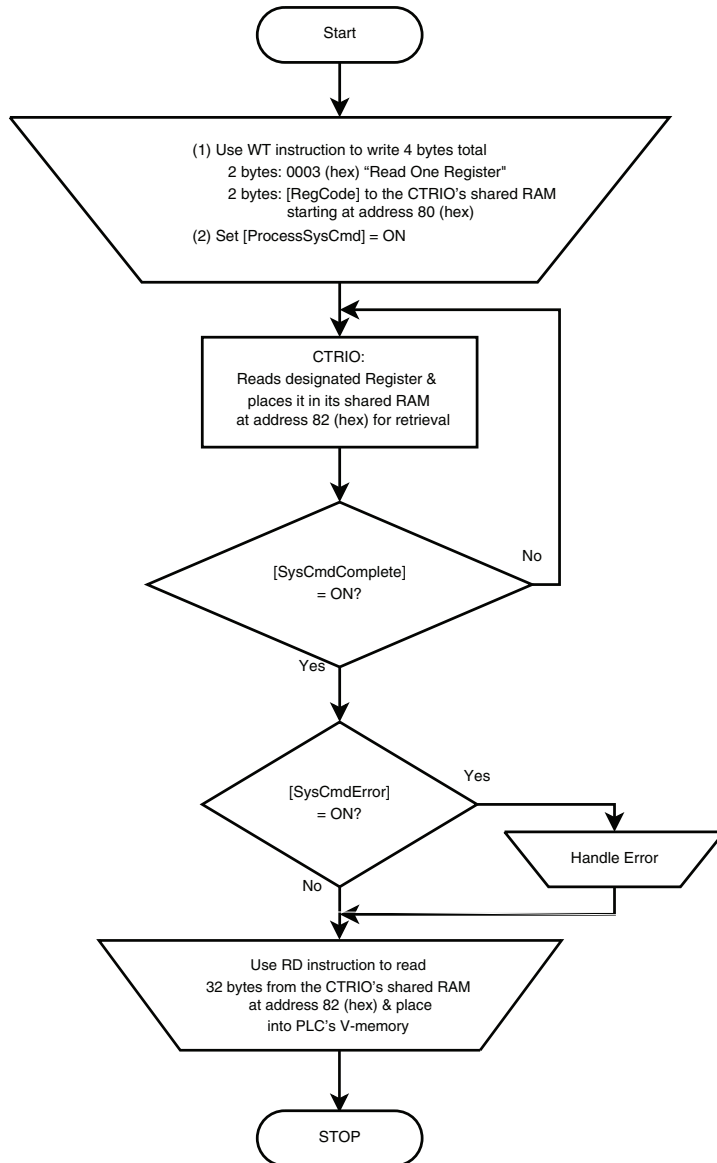 Start
(1) Use WT instruction to write 4 bytes total
2 bytes: 0003 (hex) “Read One Register"
2 bytes: [RegCode] to the CTRIO’s shared RAM
starting at address 80 (hex)
(2) Set [ProcessSysCmd] = ON
CTRIO:
Reads designated Register &
places it in its shared RAM
at address 82 (hex) for retrieval
No
[SysCmdComplete]
= ON?
Yes
Yes
[SysCmdError]
= ON?
Handle Error
No
Use RD instruction to read
32 bytes from the CTRIO’s shared RAM
at address 82 (hex) & place
into PLC’s V-memory
STOP